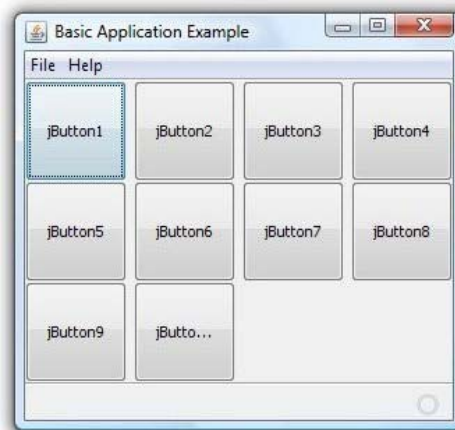 Basic Application Example
File Help
jButton1 jButton2 jButton3 jButton4
jButton5 jButton6 jButton7 jButton8
jButton9 jButto...